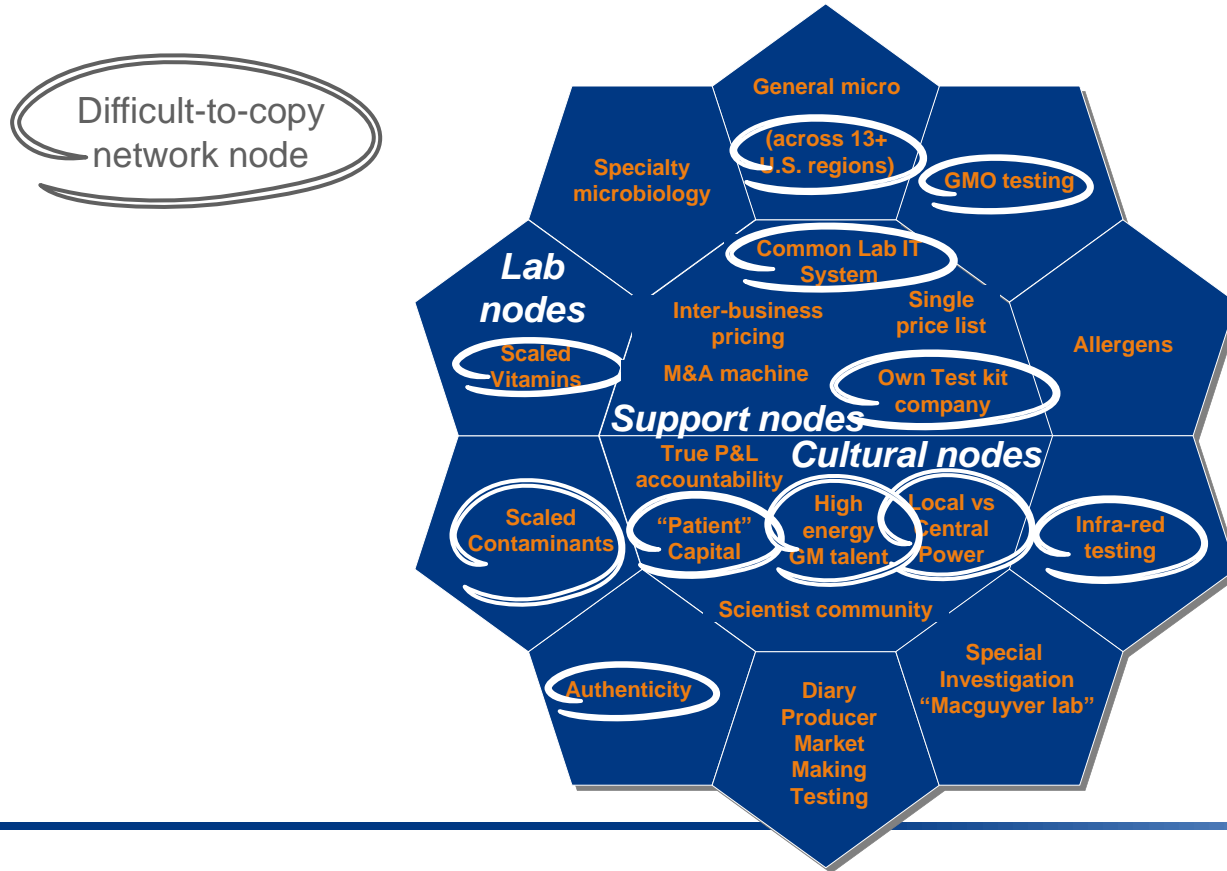 Difficult-to-copy
network node
General micro
(across 13+
U.S. regions)
Specialty
microbiology
GMO testing
Common Lab IT
System
Lab
nodes
Inter-business
pricing
Single
price list
Allergens
Scaled
Vitamins
M&A machine
Own Test kit
company
Support nodes
Cultural nodes
True P&L
accountability
Scaled
Contaminants
“Patient”
Capital
High
energy
GM talent
Local vs
Central
Power
Infra-red
testing
Scientist community
Authenticity
Diary
Producer
Market
Making
Testing
Special
Investigation
“Macguyver lab”